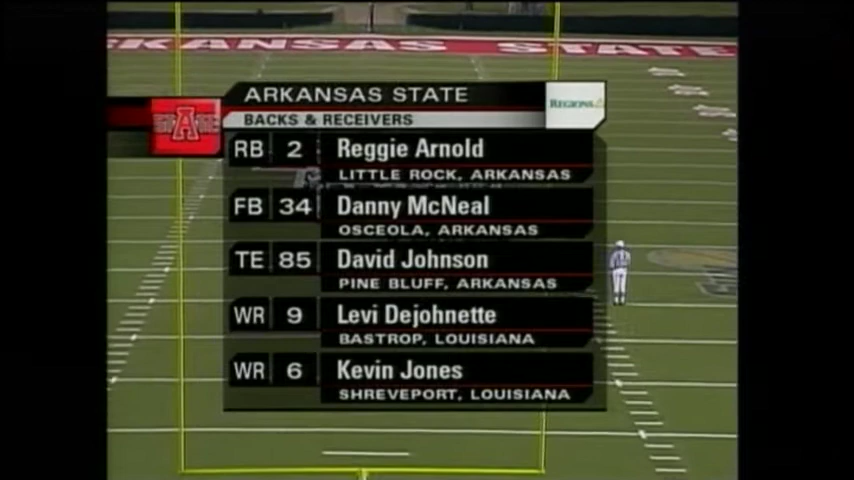 ARKANSAS STATE
ARKANSAS STATE
REGIONS
STATE
A
BACKS & RECEIVERS
RB 2 Reggie Arnold
LITTLE ROCK, ARKANSAS
FB 34 Danny McNeal
OSCEOLA, ARKANSAS
TE 85 David Johnson
PINE BLUFF, ARKANSAS
WR 9 Levi Dejohnette
BASTROP, LOUISIANA
WR 6 Kevin Jones
SHREVEPORT, LOUISIANA